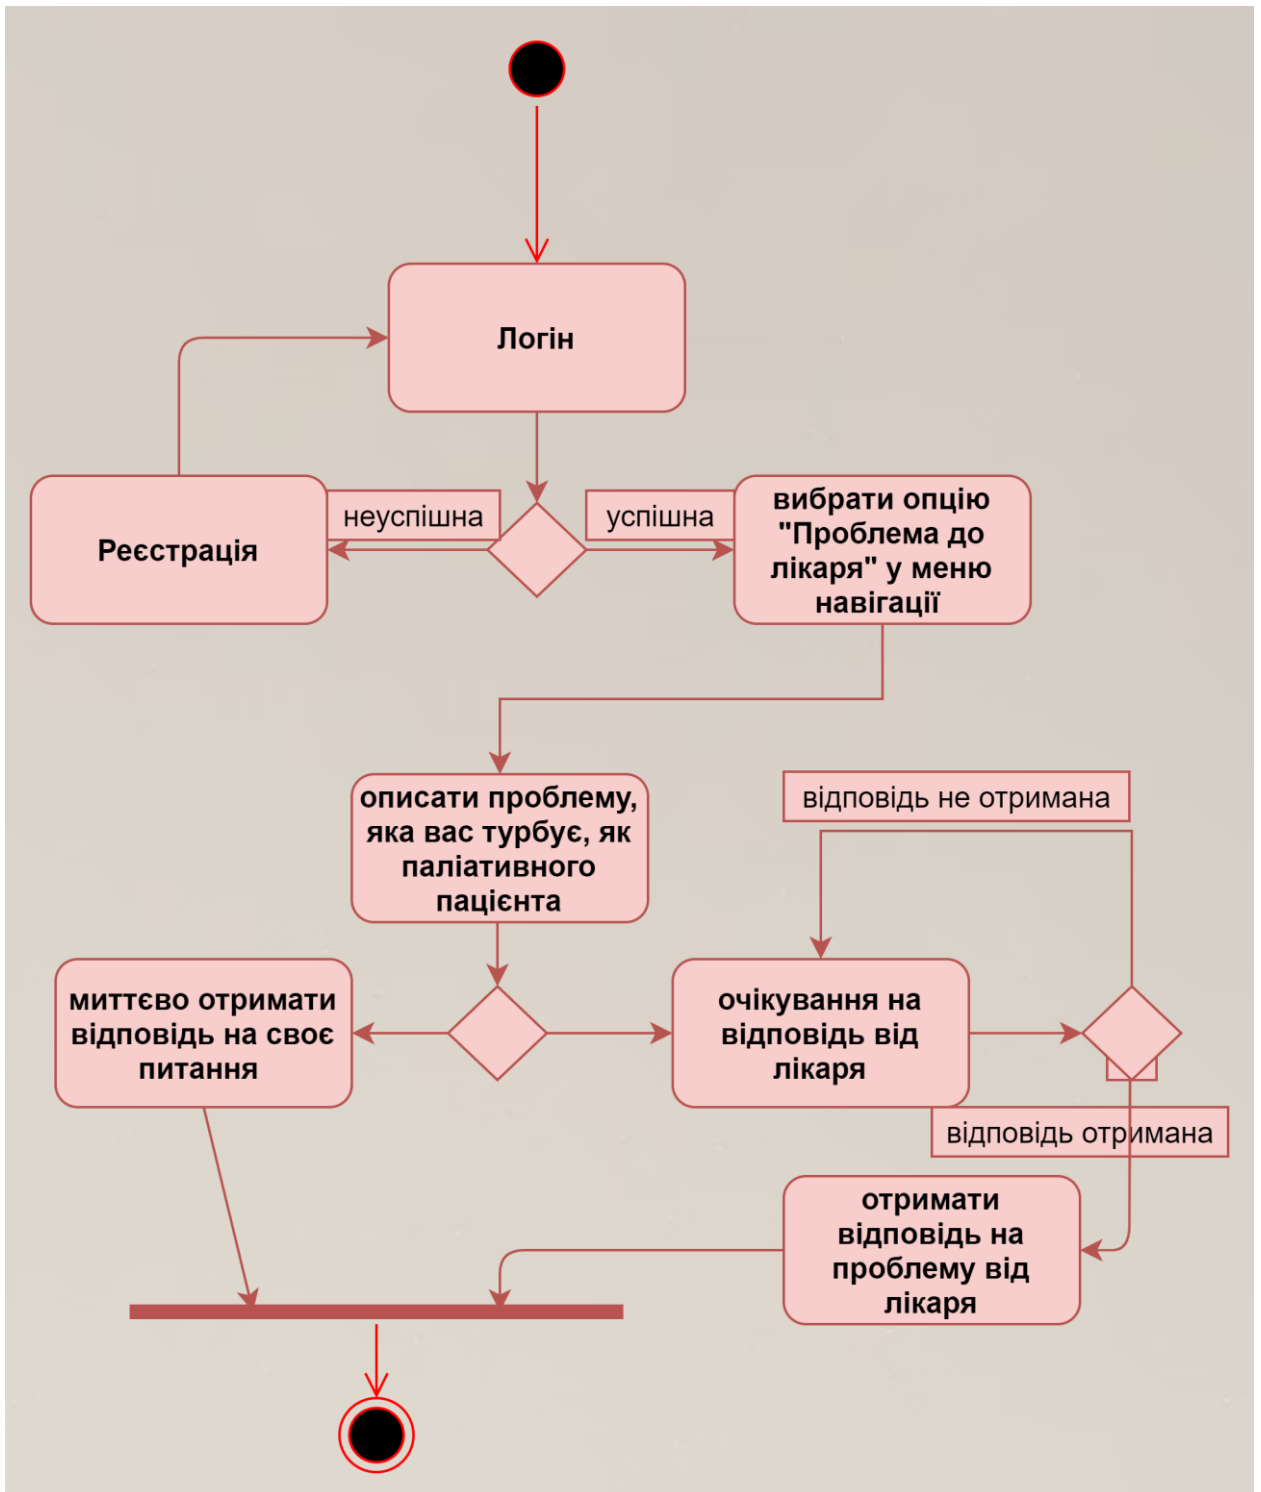 Логін
Реєстрація
неуспішна
успішна
вибрати опцію
"Проблема до
лікаря" у меню
навігації
описати проблему,
яка вас турбує, як
паліативного
пацієнта
відповідь не отримана
миттєво отримати
відповідь на своє
питання
очікування на
відповідь від
лікаря
відповідь отримана
отримати
відповідь на
проблему від
лікаря